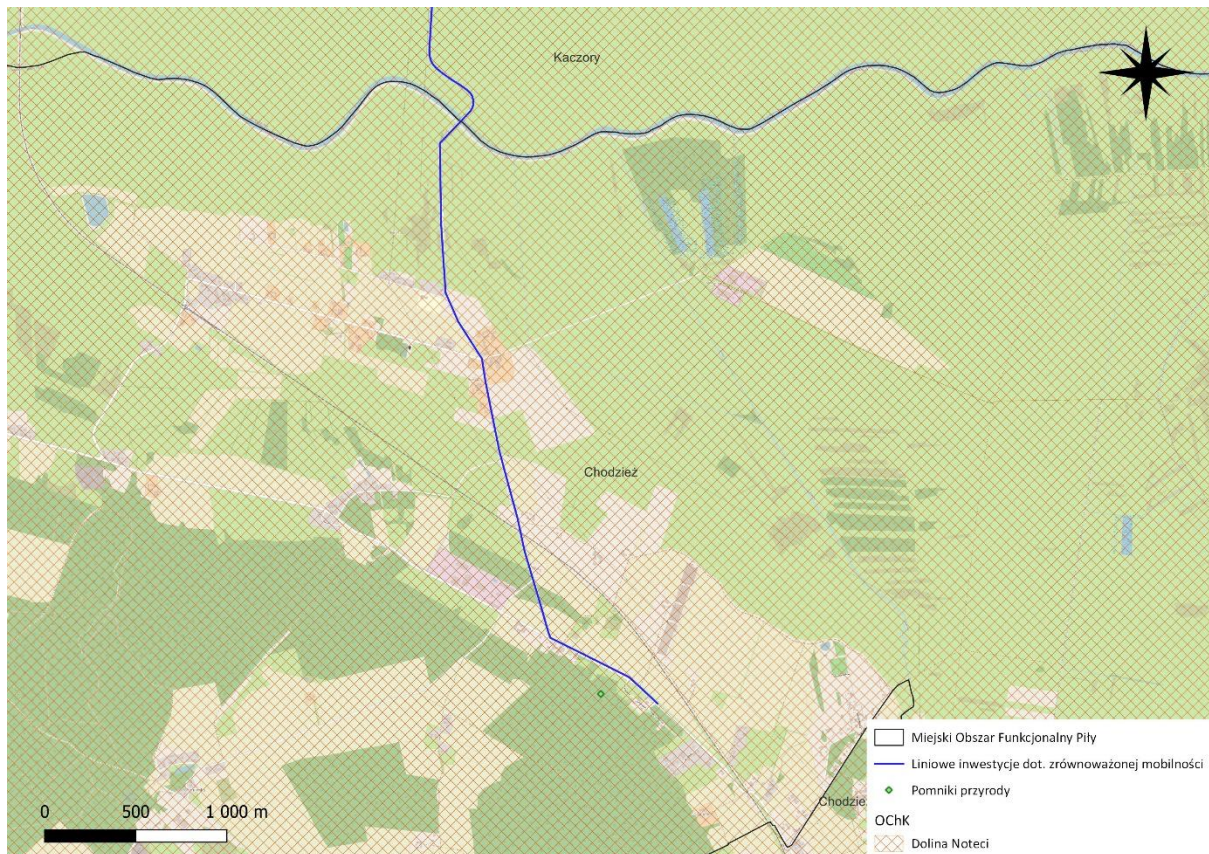 Kaczory
Chodzież
Miejski Obszar Funkcjonalny Piły
Liniowe inwestycje dot. zrównoważonej mobilności
Pomniki przyrody
OChK
Dolina Noteci
0 500 1 000 m